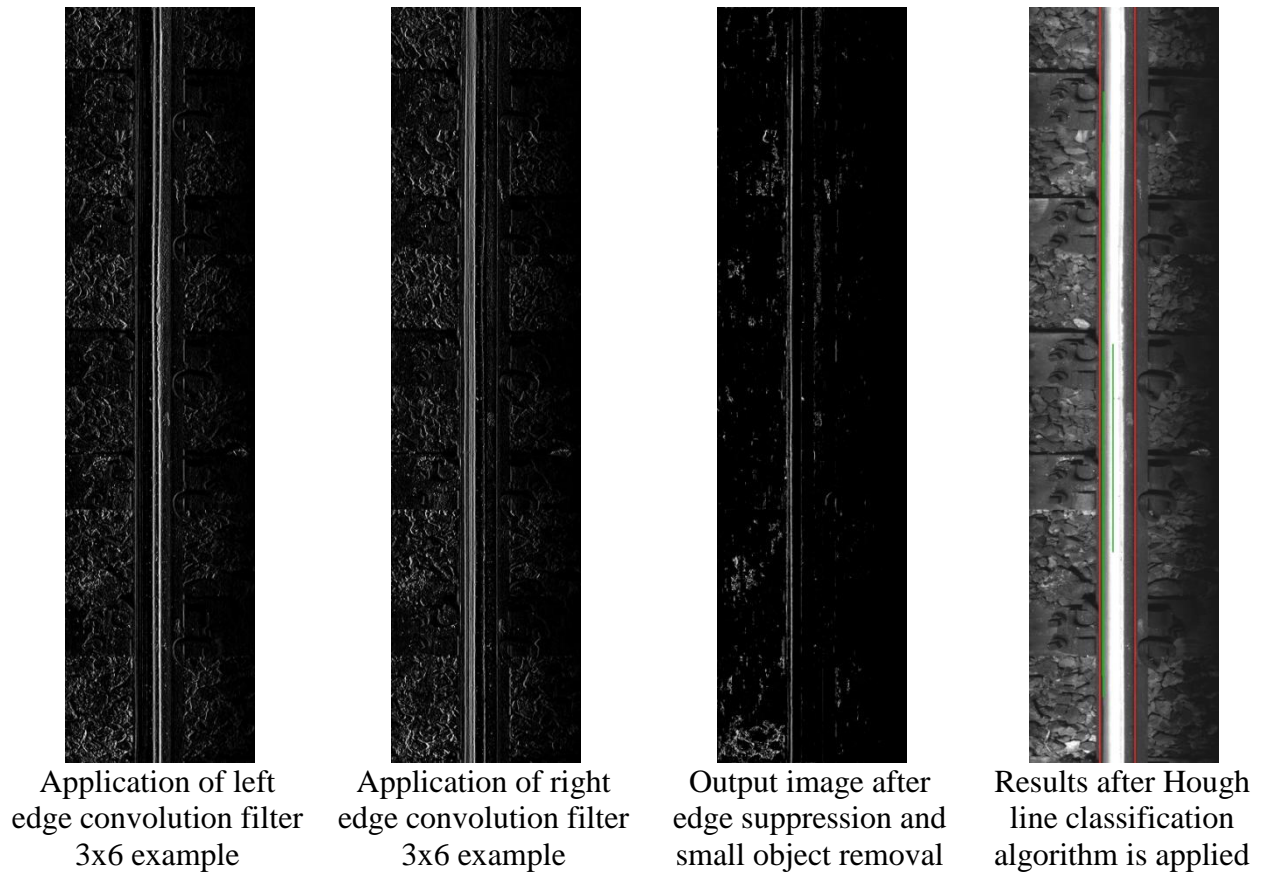 Application of left
edge convolution filter
3x6 example
Application of right
edge convolution filter
3x6 example
Output image after
edge suppression and
small object removal
Results after Hough
line classification
algorithm is applied